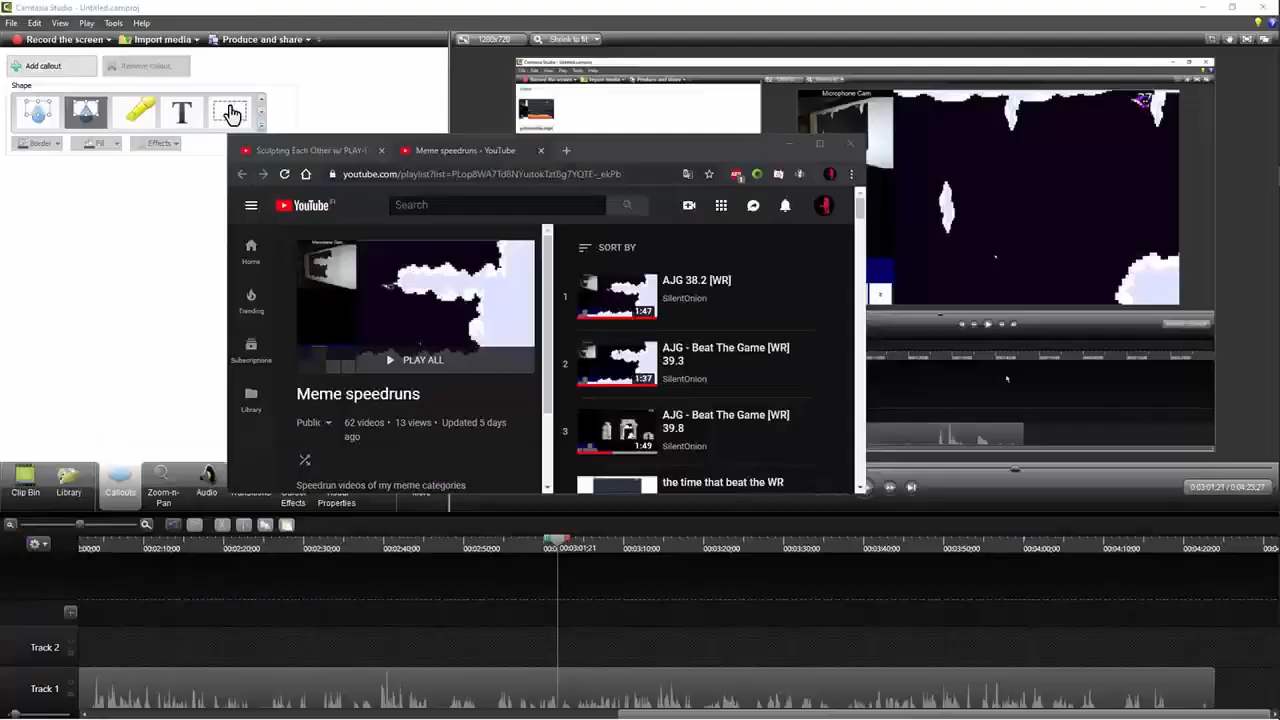 Camtasia Studio - Untitled.camproj
File Edit View Play Tools Help
Record the screen Import media Produce and share
1280x720 Shrink to fit
Add callout Remove callout
Shape
T
Border Fill Effects
Microphone Cam
Sculpting Each Other w/ PLAY-
Meme speedruns - YouTube
youtube.com/playlist?list=PLop8WA7Td8NYuitokTztBg7YQTE-_ekPb
YouTube
Search
Home
Trending
Subscriptions
Library
PLAY ALL
Meme speedruns
Public 62 videos • 13 views • Updated 5 days
ago
Speedrun videos of my meme categories
SORT BY
1
AJG 38.2 [WR]
SilentOnion
1:47
2
AJG - Beat The Game [WR]
39.3
SilentOnion
1:37
3
AJG - Beat The Game [WR]
39.8
SilentOnion
1:49
the time that beat the WR
Clip Bin Library Callouts Zoom-n-
Pan Audio Transitions
Effects
Properties
More
0:03:01;21 / 0:04:23;27
00:02:10;00 00:02:20;00 00:02:30;00 00:02:40;00 00:02:50;00 00:03:01;21 00:03:10;00 00:03:20;00 00:03:30;00 00:03:40;00 00:03:50;00 00:04:00;00 00:04:10;00 00:04:20;00
Track 2
Track 1